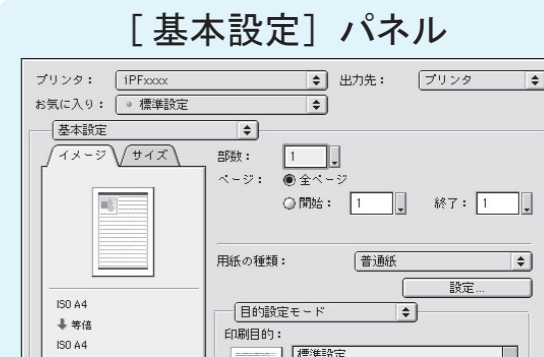 ［基本設定］パネル
プリンタ： iPFxxxx 出力先： プリンタ
お気に入り： 標準設定
基本設定
イメージ サイズ 部数： 1
ページ： 全ページ
開始： 1 終了： 1
用紙の種類： 普通紙
設定...
ISO A4
等倍
ISO A4
目的設定モード
印刷目的：
標準設定